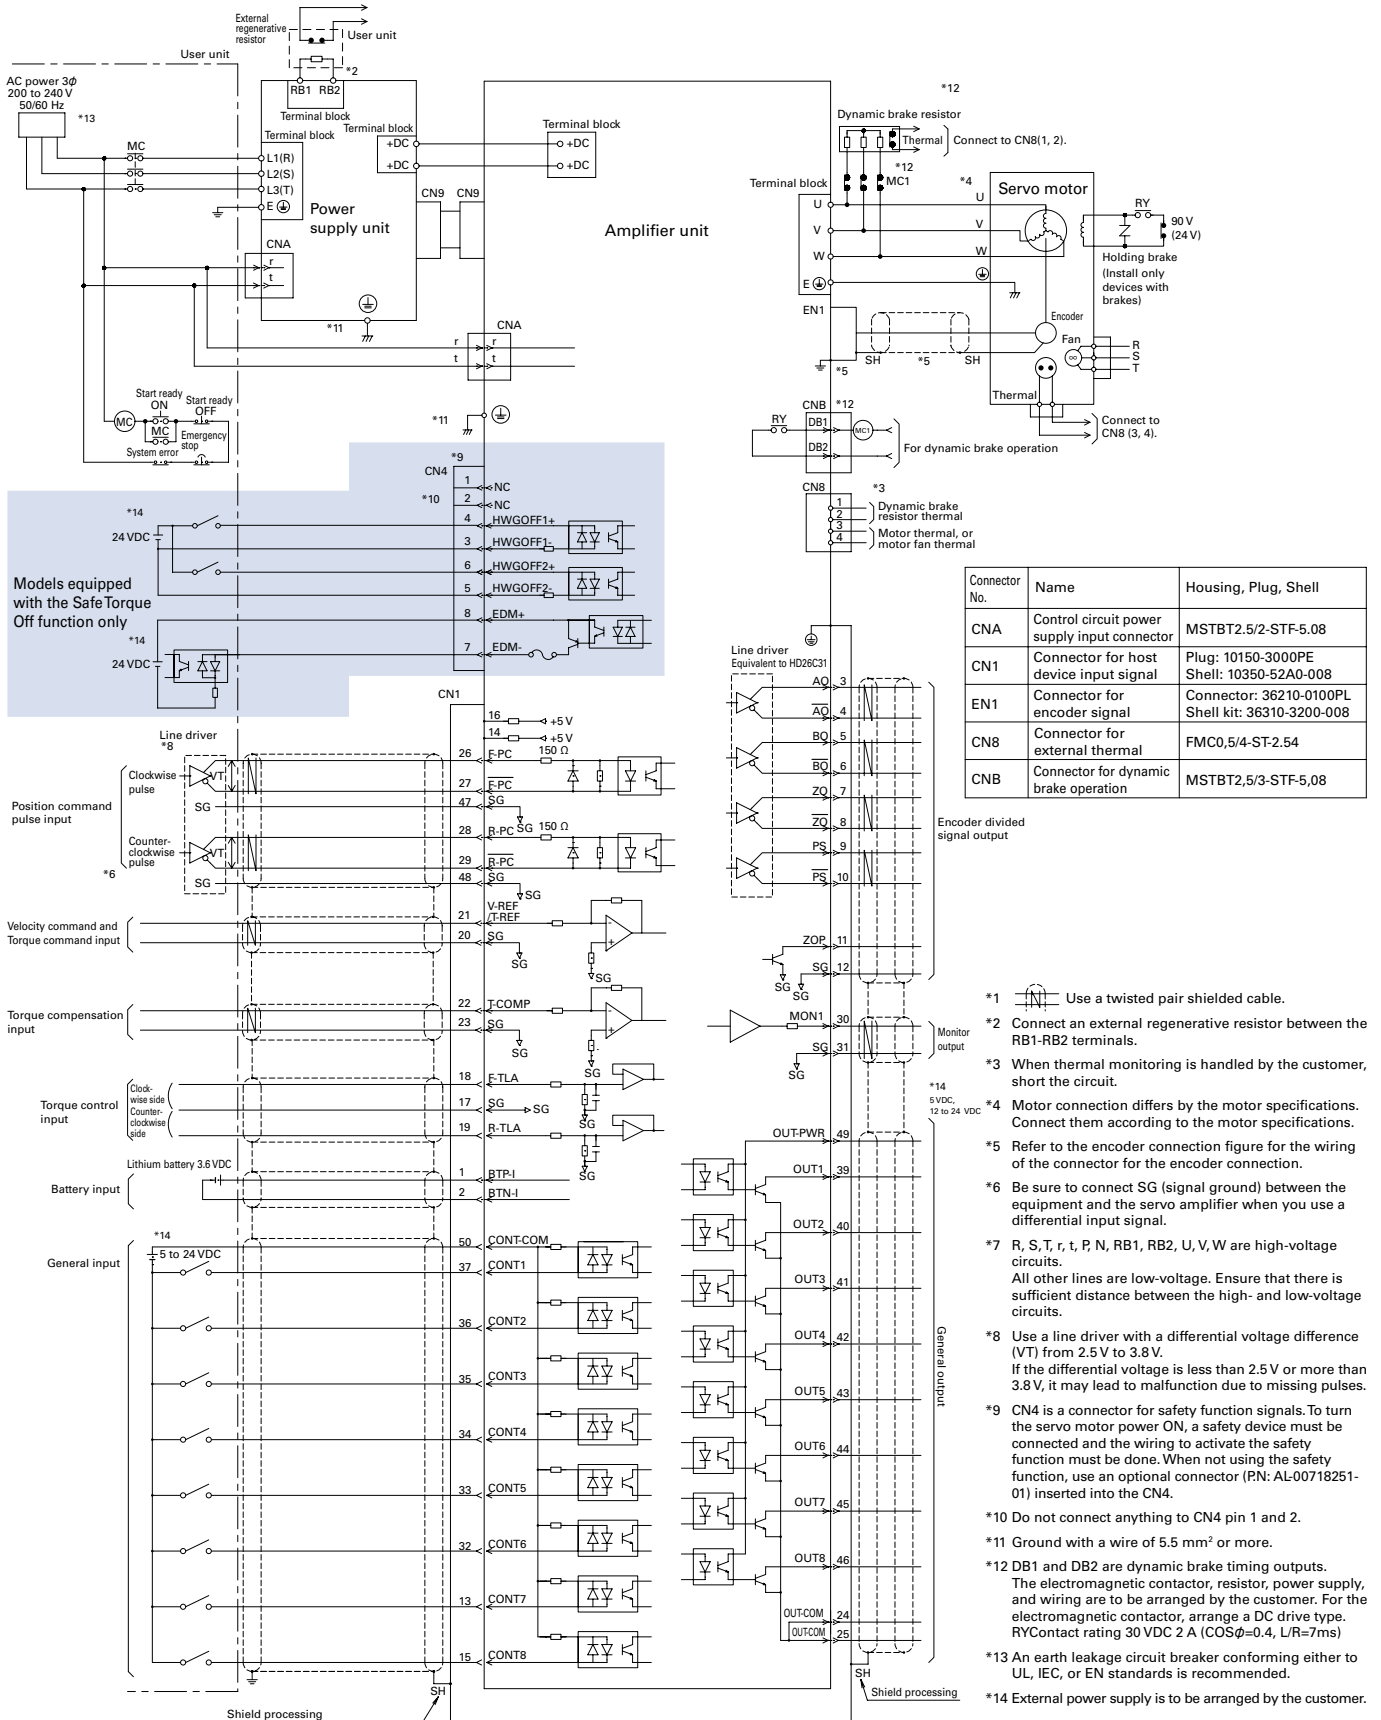 External
regenerative
resistor
User unit
User unit
*2
AC power 3ϕ
200 to 240 V
50/60 Hz
*13
MC
RB1 RB2
Terminal block
Terminal block
Terminal block
Terminal block
+DC
+DC
+DC
+DC
L1(R)
L2(S)
L3(T)
E
Power
supply unit
CN9 CN9
CNA
r
t
*11
Amplifier unit
CNA
r r
t t
*11
*12
Dynamic brake resistor
Thermal
Connect to CN8(1, 2).
*12
MC1
Terminal block
*4
Servo motor
U U
V V
W W
E
RY
90 V
(24 V)
Holding brake
(Install only
devices with
brakes)
EN1
Encoder
Fan
R
S
T
SH *5 SH
*5
Thermal
Connect to
CN8 (3, 4).
CNB *12
RY DB1 MC1
DB2
For dynamic brake operation
CN8 *3
1
2
3
4
Dynamic brake
resistor thermal
Motor thermal, or
motor fan thermal
Start ready
ON
Start ready
OFF
MC
MC
Emergency
stop
System error
*9
CN4
1 NC
*10 2 NC
*14
24 VDC
4 HWGOFF1+
3 HWGOFF1-
6 HWGOFF2+
5 HWGOFF2-
8 EDM+
7 EDM-
Models equipped
with the Safe Torque
Off function only
*14
24 VDC
CN1
16 +5 V
14 +5 V
Line driver
*8
Clockwise
pulse
VT
SG
Position command
pulse input
Counter-
clockwise
pulse
VT
*6
SG
26 F-PC 150 Ω
27 F-PC
47 SG
SG
28 R-PC 150 Ω
29 R-PC
48 SG
SG
Velocity command and
Torque command input
V-REF
21 /T-REF
20 SG
SG
SG
Torque compensation
input
22 T-COMP
23 SG
SG
SG
Torque control
input
Clock-
wise side
Counter-
clockwise
side
18 F-TLA
17 SG SG
19 R-TLA
SG
Lithium battery 3.6 VDC
Battery input
1 BTP-I
2 BTN-I
*14
5 to 24 VDC
General input
50 CONT-COM
37 CONT1
36 CONT2
35 CONT3
34 CONT4
33 CONT5
32 CONT6
13 CONT7
15 CONT8
SH
Shield processing
Line driver
Equivalent to HD26C31
AO 3
AO 4
BO 5
BO 6
ZO 7
ZO 8
PS 9
PS 10
ZOP 11
SG 12
SG
SG
Encoder divided
signal output
MON1 30
SG 31
SG
Monitor
output
*14
5 VDC,
12 to 24 VDC
OUT-PWR 49
OUT1 39
OUT2 40
OUT3 41
OUT4 42
OUT5 43
OUT6 44
OUT7 45
OUT8 46
OUT-COM 24
OUT-COM 25
General output
SH
Shield processing
Connector No. Name Housing, Plug, Shell
CNA Control circuit power supply input connector MSTBT2.5/2-STF-5.08
CN1 Connector for host device input signal Plug: 10150-3000PE Shell: 10350-52A0-008
EN1 Connector for encoder signal Connector: 36210-0100PL Shell kit: 36310-3200-008
CN8 Connector for external thermal FMC0,5/4-ST-2.54
CNB Connector for dynamic brake operation MSTBT2,5/3-STF-5,08
*1 Use a twisted pair shielded cable.
*2 Connect an external regenerative resistor between the
RB1-RB2 terminals.
*3 When thermal monitoring is handled by the customer,
short the circuit.
*4 Motor connection differs by the motor specifications.
Connect them according to the motor specifications.
*5 Refer to the encoder connection figure for the wiring
of the connector for the encoder connection.
*6 Be sure to connect SG (signal ground) between the
equipment and the servo amplifier when you use a
differential input signal.
*7 R, S, T, r, t, P, N, RB1, RB2, U, V, W are high-voltage
circuits.
All other lines are low-voltage. Ensure that there is
sufficient distance between the high- and low-voltage
circuits.
*8 Use a line driver with a differential voltage difference
(VT) from 2.5 V to 3.8 V.
If the differential voltage is less than 2.5 V or more than
3.8 V, it may lead to malfunction due to missing pulses.
*9 CN4 is a connector for safety function signals. To turn
the servo motor power ON, a safety device must be
connected and the wiring to activate the safety
function must be done. When not using the safety
function, use an optional connector (P.N: AL-00718251-
01) inserted into the CN4.
*10 Do not connect anything to CN4 pin 1 and 2.
*11 Ground with a wire of 5.5 mm² or more.
*12 DB1 and DB2 are dynamic brake timing outputs.
The electromagnetic contactor, resistor, power supply,
and wiring are to be arranged by the customer. For the
electromagnetic contactor, arrange a DC drive type.
RYContact rating 30 VDC 2 A (COSϕ=0.4, L/R=7ms)
*13 An earth leakage circuit breaker conforming either to
UL, IEC, or EN standards is recommended.
*14 External power supply is to be arranged by the customer.